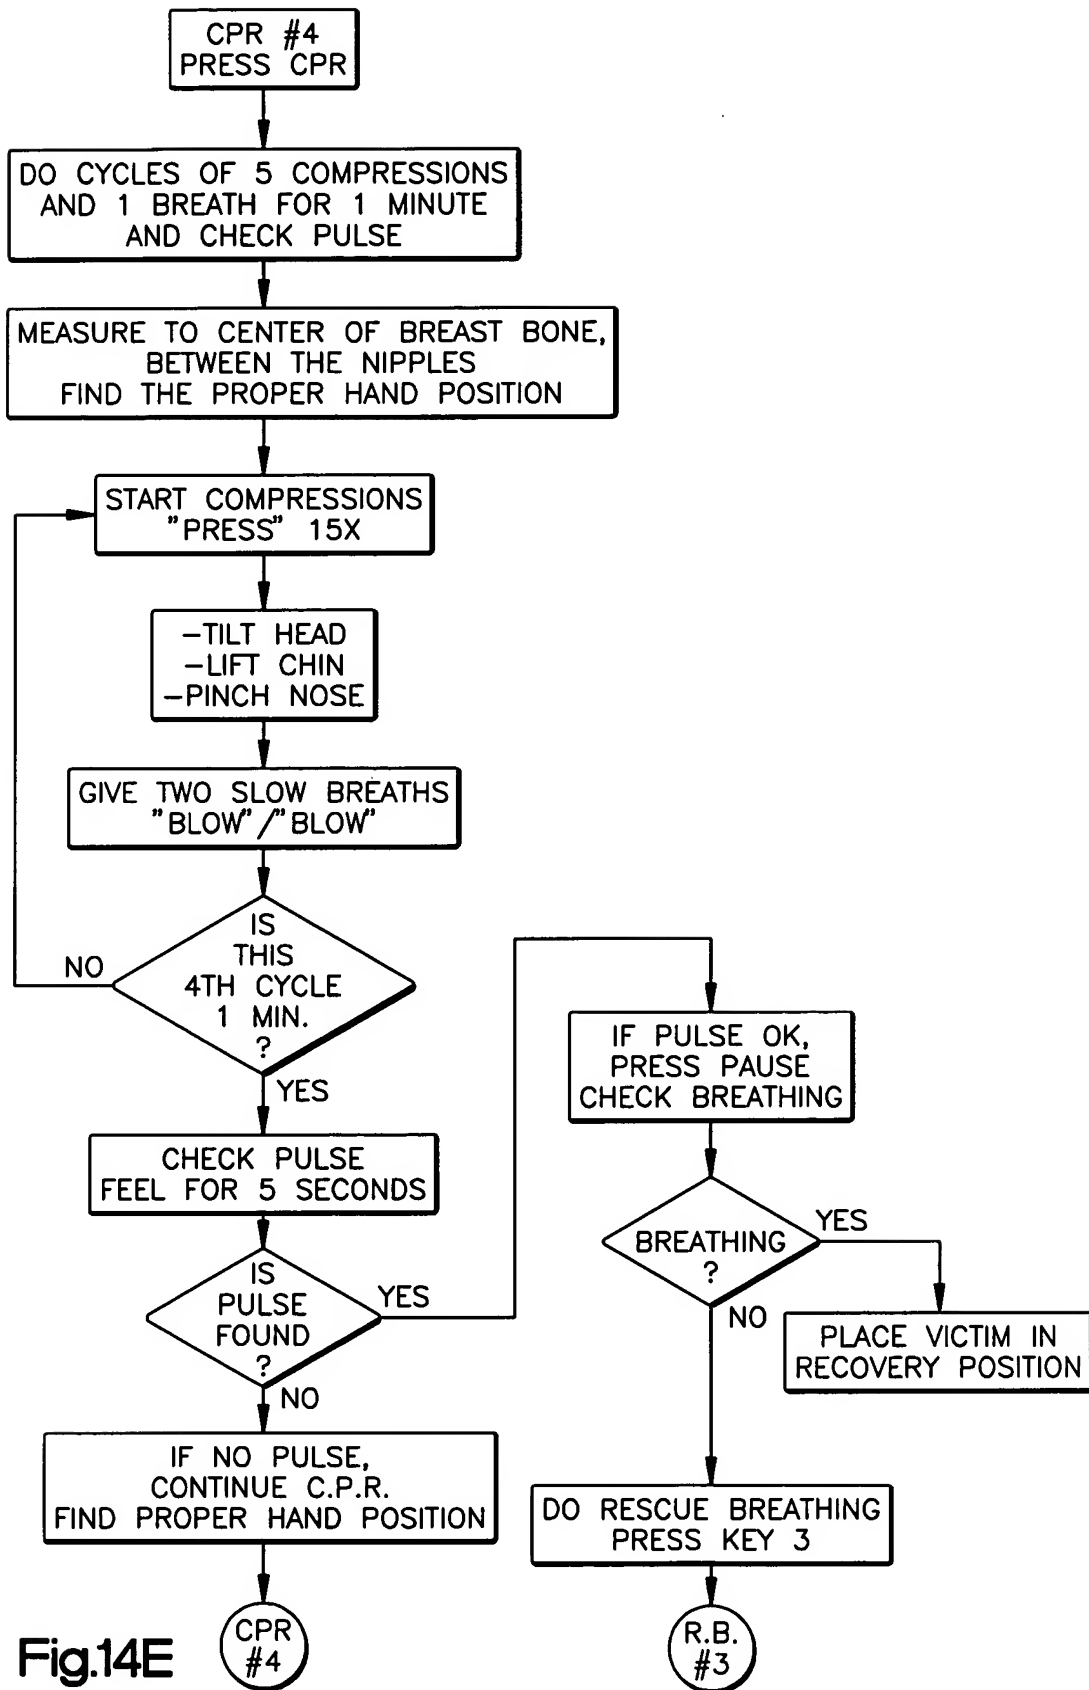 CPR #4
PRESS CPR
DO CYCLES OF 5 COMPRESSIONS
AND 1 BREATH FOR 1 MINUTE
AND CHECK PULSE
MEASURE TO CENTER OF BREAST BONE,
BETWEEN THE NIPPLES
FIND THE PROPER HAND POSITION
START COMPRESSIONS
"PRESS" 15X
-TILT HEAD
-LIFT CHIN
-PINCH NOSE
GIVE TWO SLOW BREATHS
"BLOW"/"BLOW"
IS
THIS
4TH CYCLE
1 MIN.
?
NO
YES
CHECK PULSE
FEEL FOR 5 SECONDS
IS
PULSE
FOUND
?
YES
NO
IF NO PULSE,
CONTINUE C.P.R.
FIND PROPER HAND POSITION
CPR
#4
IF PULSE OK,
PRESS PAUSE
CHECK BREATHING
BREATHING
?
YES
NO
PLACE VICTIM IN
RECOVERY POSITION
DO RESCUE BREATHING
PRESS KEY 3
R.B.
#3
Fig.14E